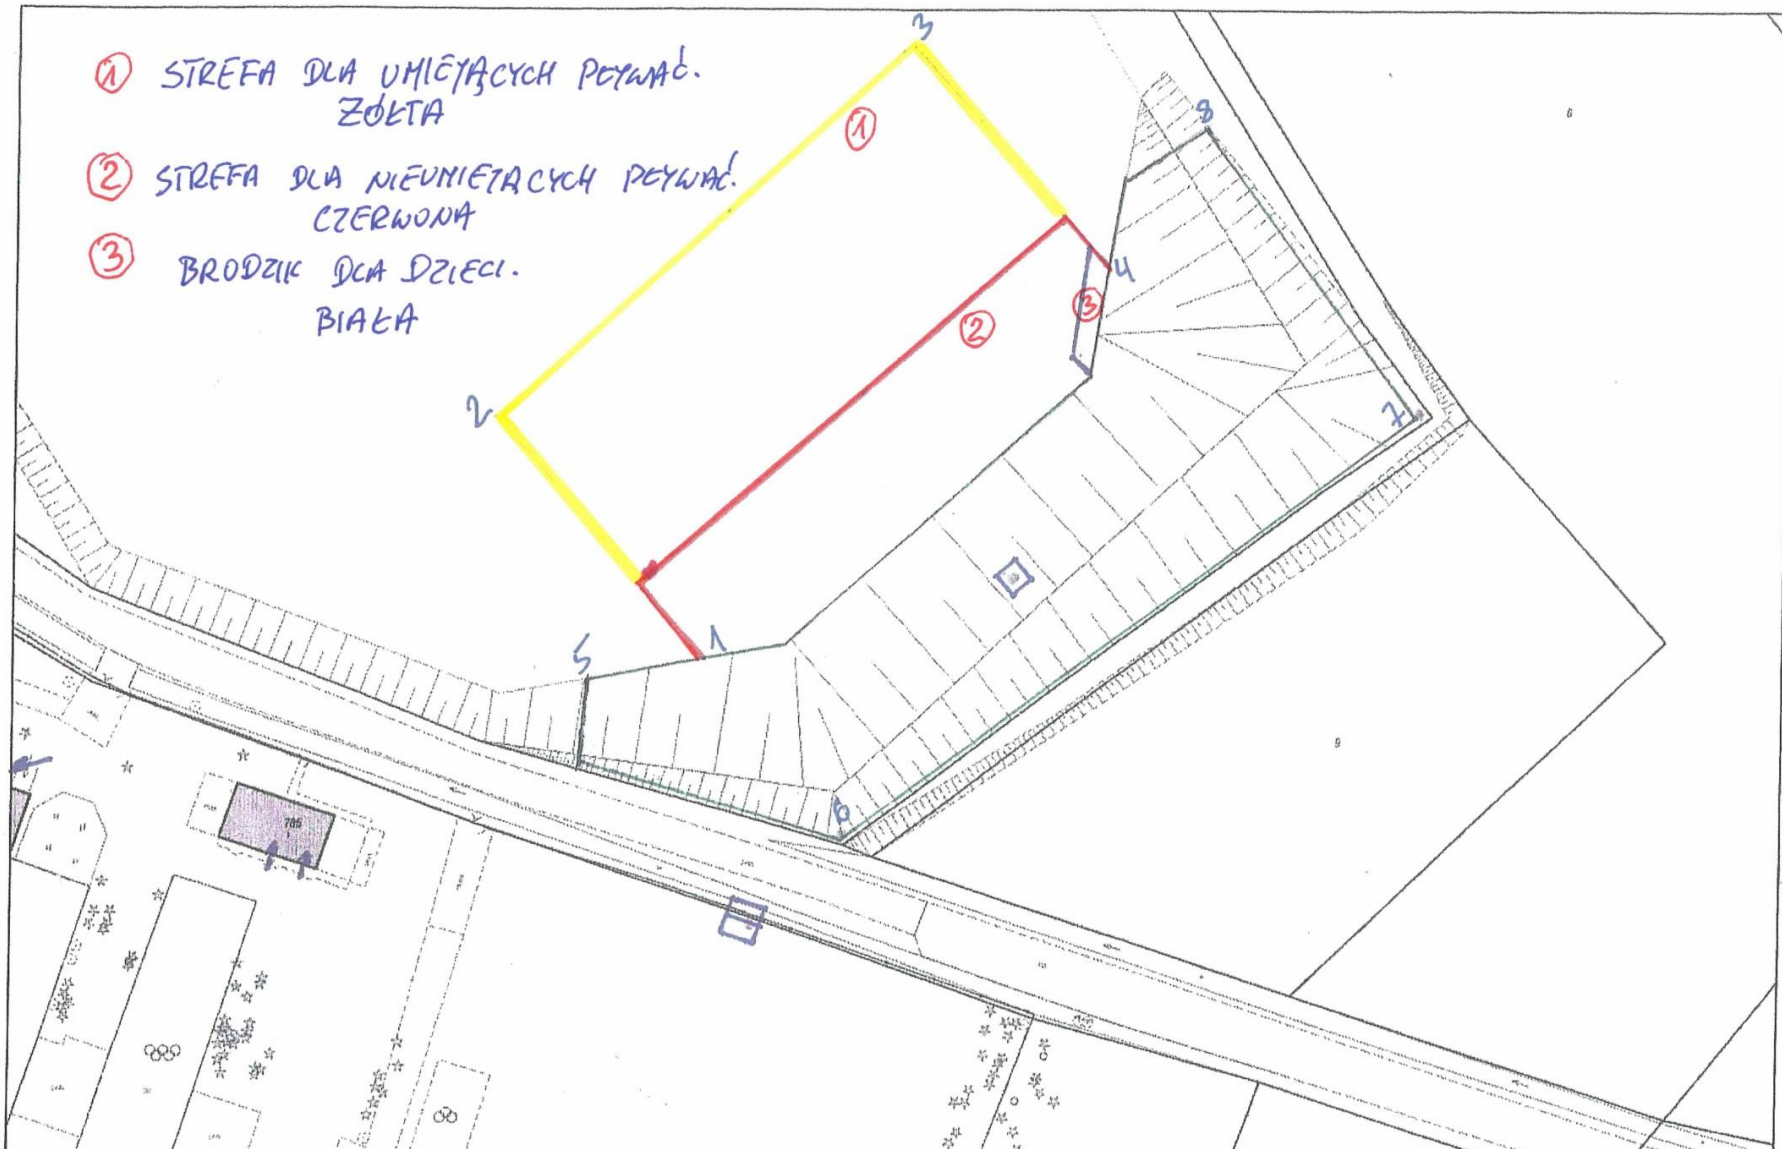 1 STREFA DLA UMIEJĄCYCH PŁYWAĆ.
ŻÓŁTA
2 STREFA DLA NIEUMIEJĄCYCH PŁYWAĆ.
CZERWONA
3 BRODZIK DLA DZIECI.
BIAŁA
3
1
8
4
3
2
2
7
1
5
6
785